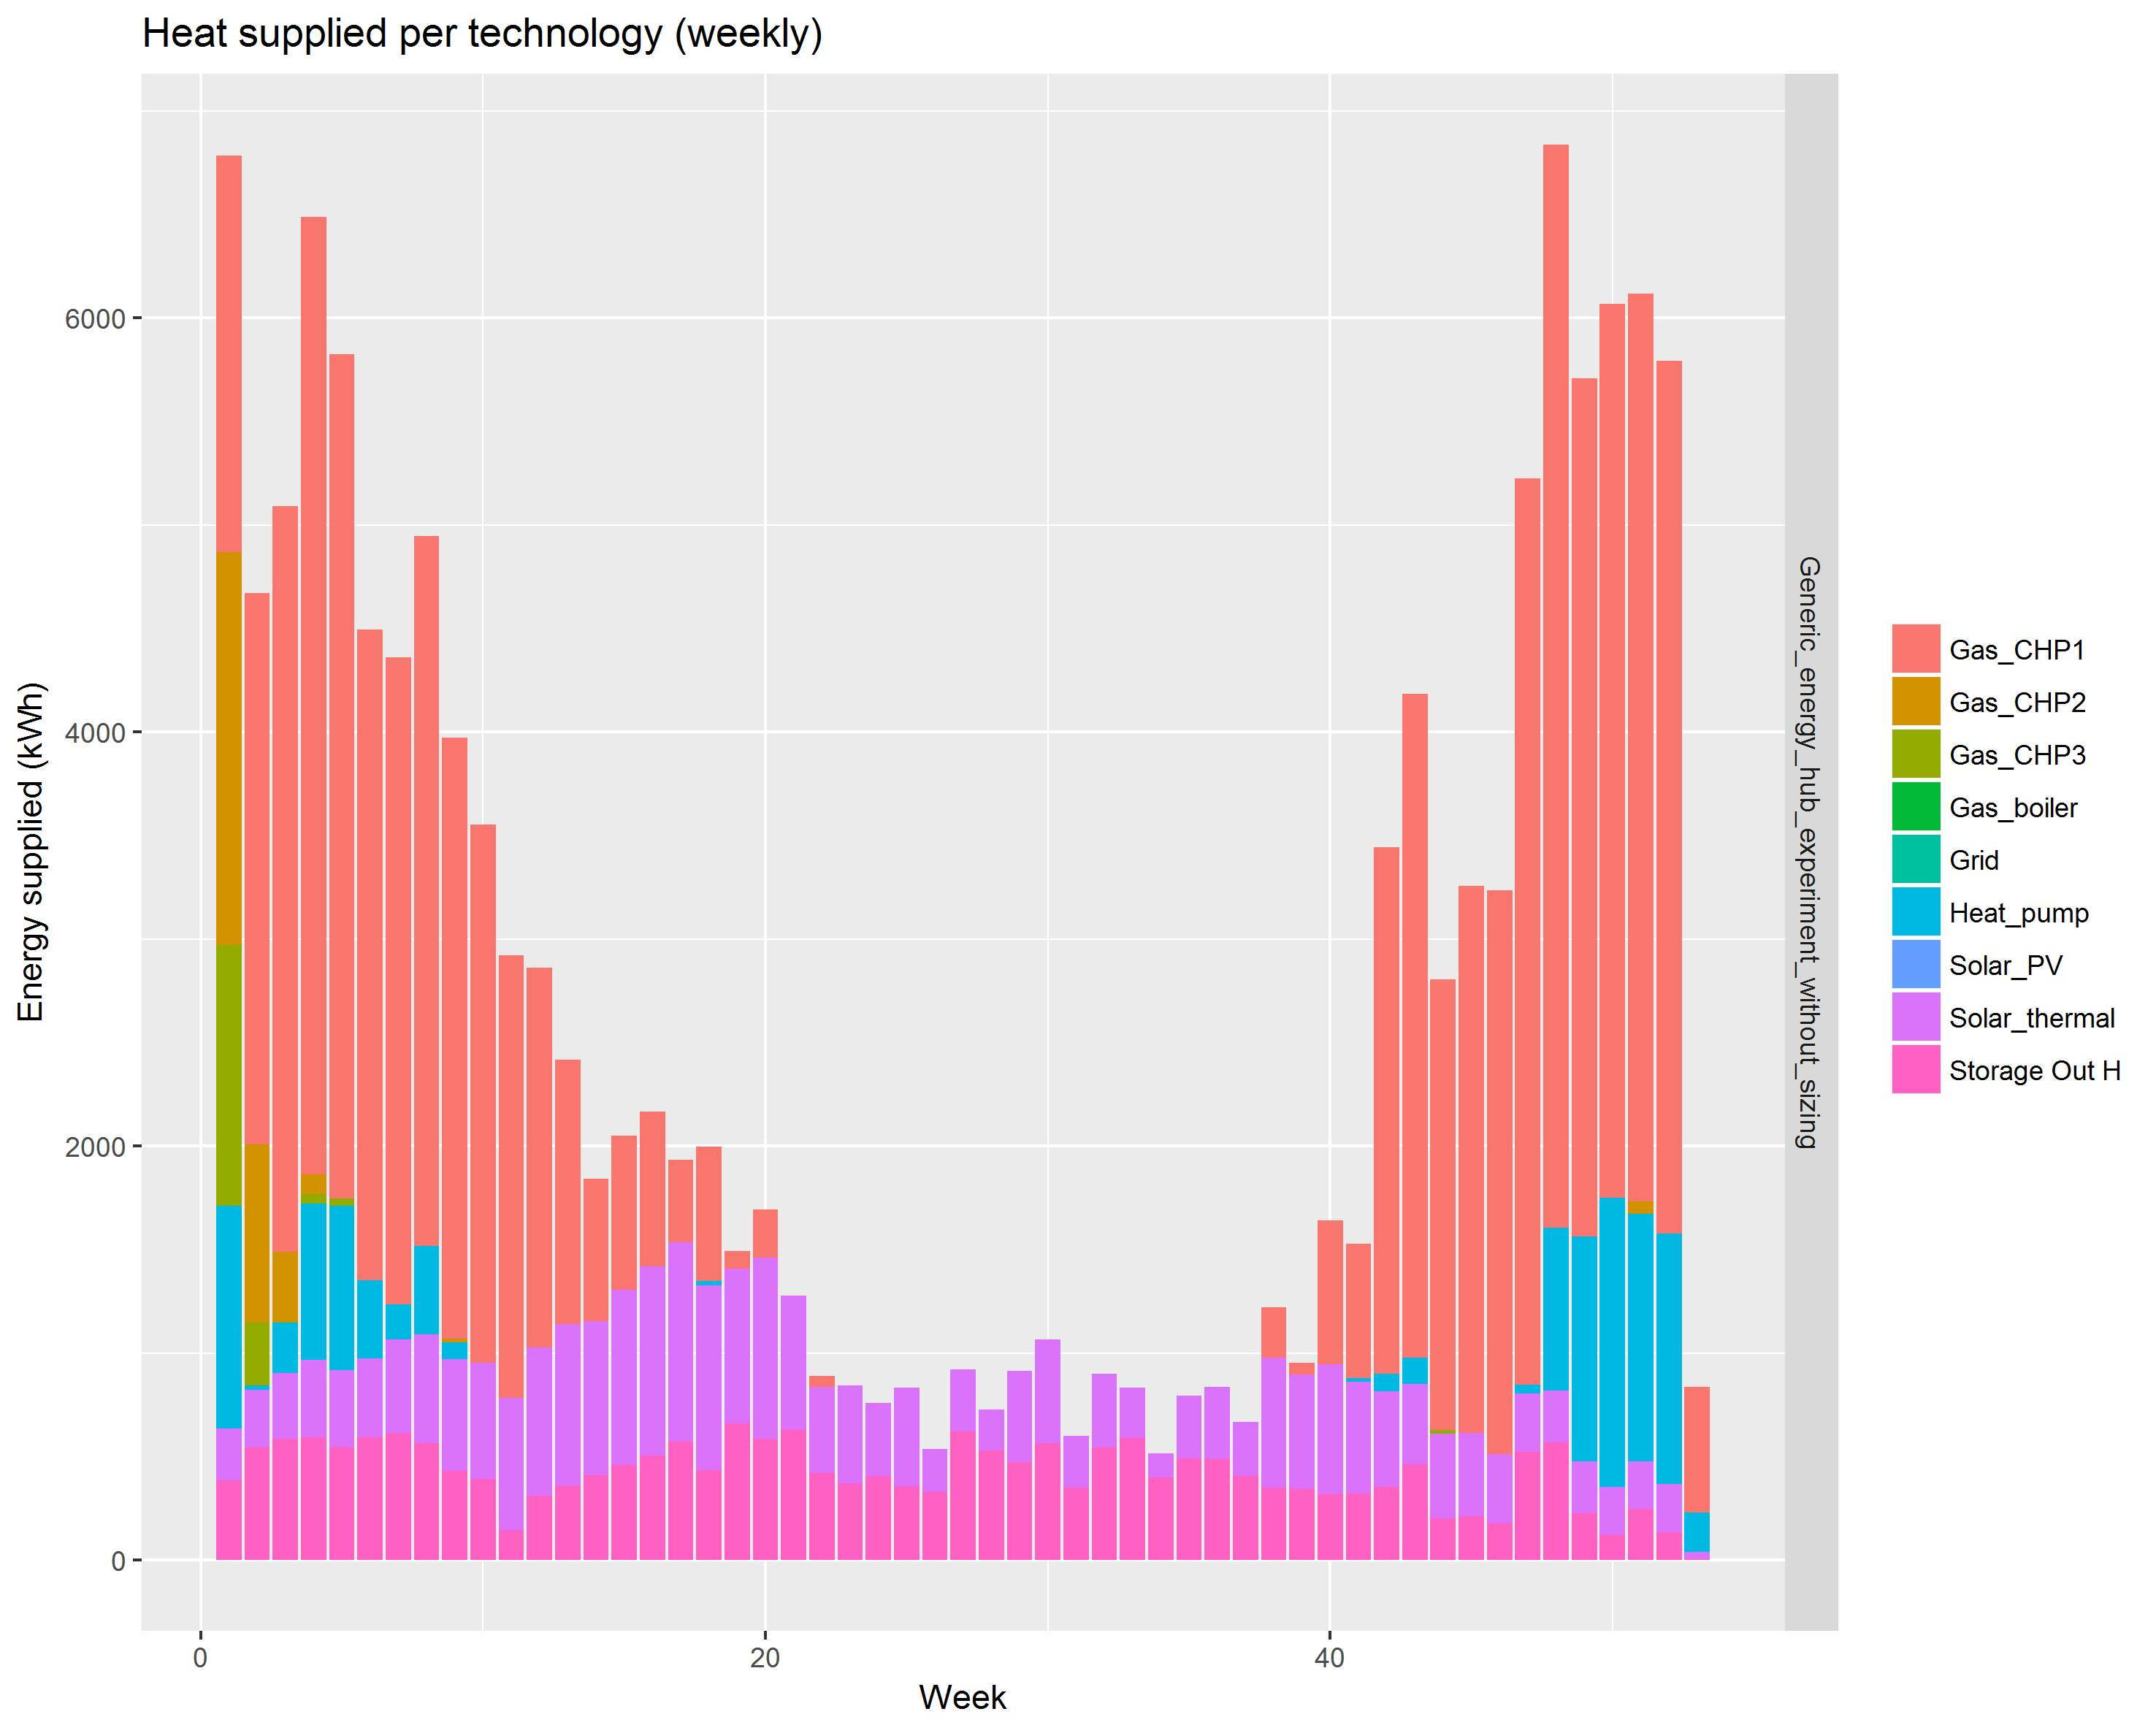 Heat supplied per technology (weekly)
Energy supplied (kWh)
6000
4000
2000
0
0
20
40
Week
Generic_energy_hub_experiment_without_sizing
Gas_CHP1
Gas_CHP2
Gas_CHP3
Gas_boiler
Grid
Heat_pump
Solar_PV
Solar_thermal
Storage Out H